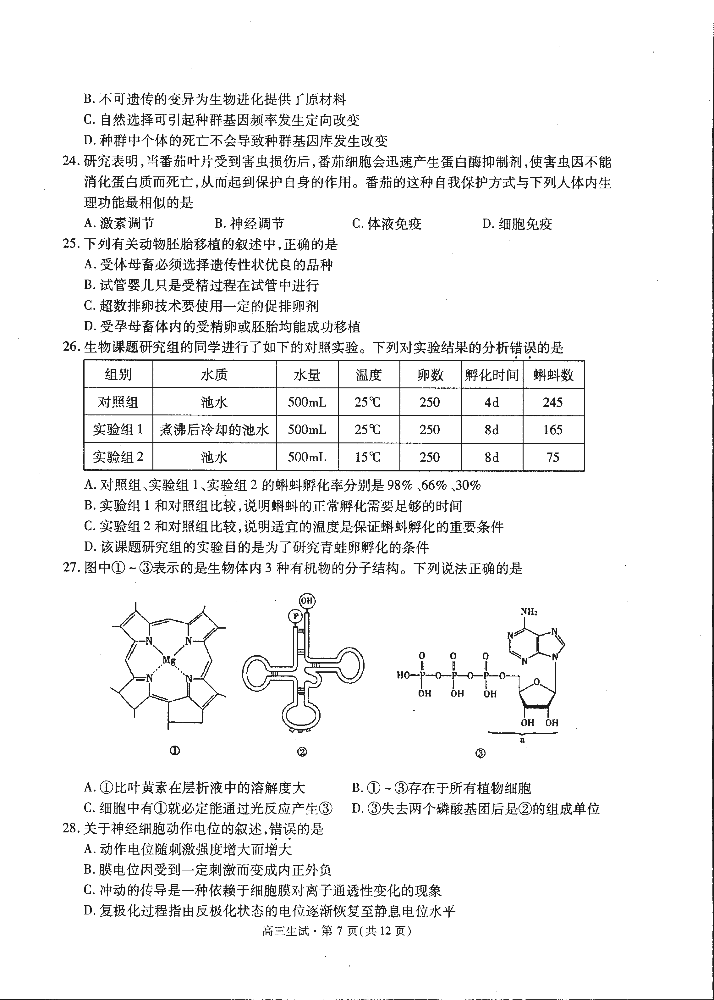 B. 不可遗传的变异为生物进化提供了原材料
C. 自然选择可引起种群基因频率发生定向改变
D. 种群中个体的死亡不会导致种群基因库发生改变
24. 研究表明,当番茄叶片受到害虫损伤后,番茄细胞会迅速产生蛋白酶抑制剂,使害虫因不能
消化蛋白质而死亡,从而起到保护自身的作用。番茄的这种自我保护方式与下列人体内生
理功能最相似的是
A. 激素调节 B. 神经调节 C. 体液免疫 D. 细胞免疫
25. 下列有关动物胚胎移植的叙述中,正确的是
A. 受体母畜必须选择遗传性状优良的品种
B. 试管婴儿只是受精过程在试管中进行
C. 超数排卵技术要使用一定的促排卵剂
D. 受孕母畜体内的受精卵或胚胎均能成功移植
26. 生物课题研究组的同学进行了如下的对照实验。下列对实验结果的分析错误的是
组别 水质 水量 温度 卵数 孵化时间 蝌蚪数
对照组 池水 500mL 25℃ 250 4d 245
实验组1 煮沸后冷却的池水 500mL 25℃ 250 8d 165
实验组2 池水 500mL 15℃ 250 8d 75
A. 对照组、实验组1、实验组2的蝌蚪孵化率分别是98%、66%、30%
B. 实验组1和对照组比较,说明蝌蚪的正常孵化需要足够的时间
C. 实验组2和对照组比较,说明适宜的温度是保证蝌蚪孵化的重要条件
D. 该课题研究组的实验目的是为了研究青蛙卵孵化的条件
27. 图中①~③表示的是生物体内3种有机物的分子结构。下列说法正确的是
OH
P
NH₂
N N
N N
Mg
N N
N N
N N
O O O
HO—P—O—P—O—P—O
O
OH OH OH
OH OH
a
① ② ③
A. ①比叶黄素在层析液中的溶解度大 B. ①~③存在于所有植物细胞
C. 细胞中有①就必定能通过光反应产生③ D. ③失去两个磷酸基团后是②的组成单位
28. 关于神经细胞动作电位的叙述,错误的是
A. 动作电位随刺激强度增大而增大
B. 膜电位因受到一定刺激而变成内正外负
C. 冲动的传导是一种依赖于细胞膜对离子通透性变化的现象
D. 复极化过程指由反极化状态的电位逐渐恢复至静息电位水平
高三生试·第7页(共12页)